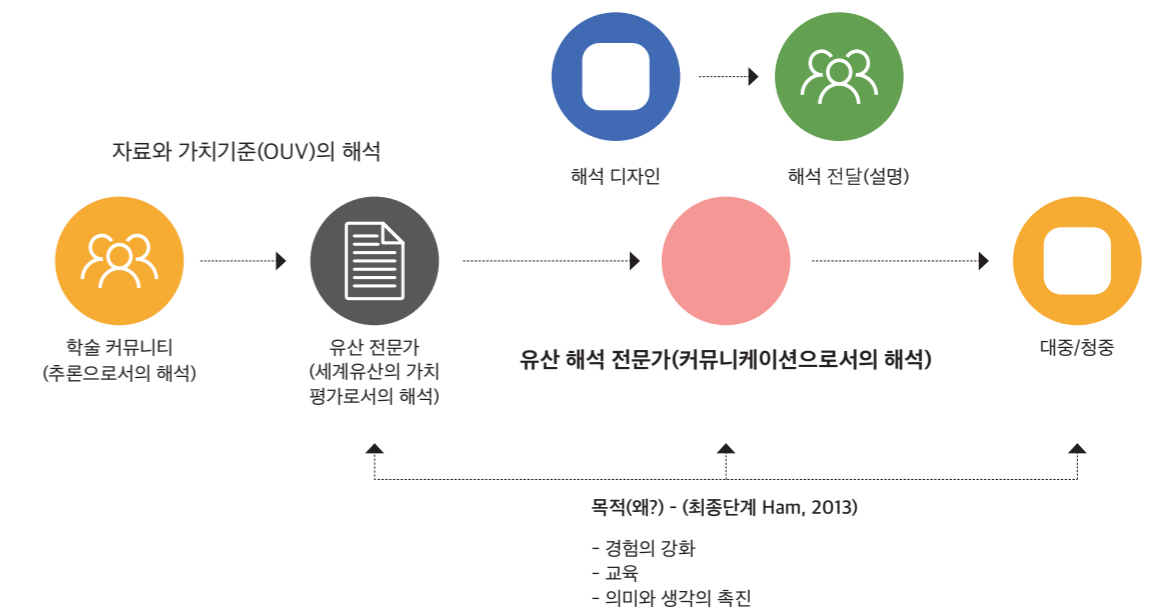 자료와 가치기준(OUV)의 해석
해석 디자인
해석 전달(설명)
학술 커뮤니티
(추론으로서의 해석)
유산 전문가
(세계유산의 가치
평가로서의 해석)
유산 해석 전문가(커뮤니케이션으로서의 해석)
대중/청중
목적(왜?) - (최종단계 Ham, 2013)
- 경험의 강화
- 교육
- 의미와 생각의 촉진